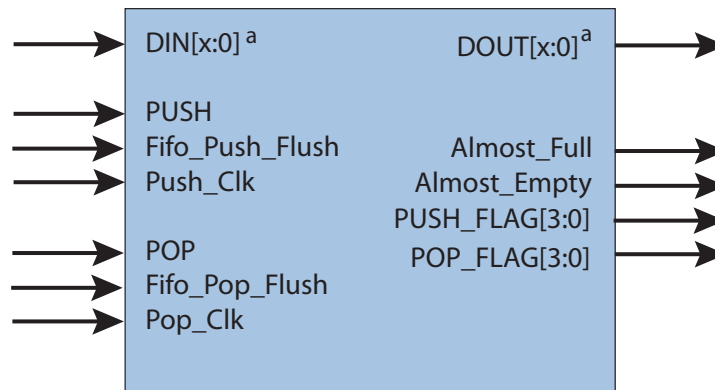 DIN[x:0] a
PUSH
Fifo_Push_Flush
Push_Clk
POP
Fifo_Pop_Flush
Pop_Clk
DOUT[x:0] a
Almost_Full
Almost_Empty
PUSH_FLAG[3:0]
POP_FLAG[3:0]